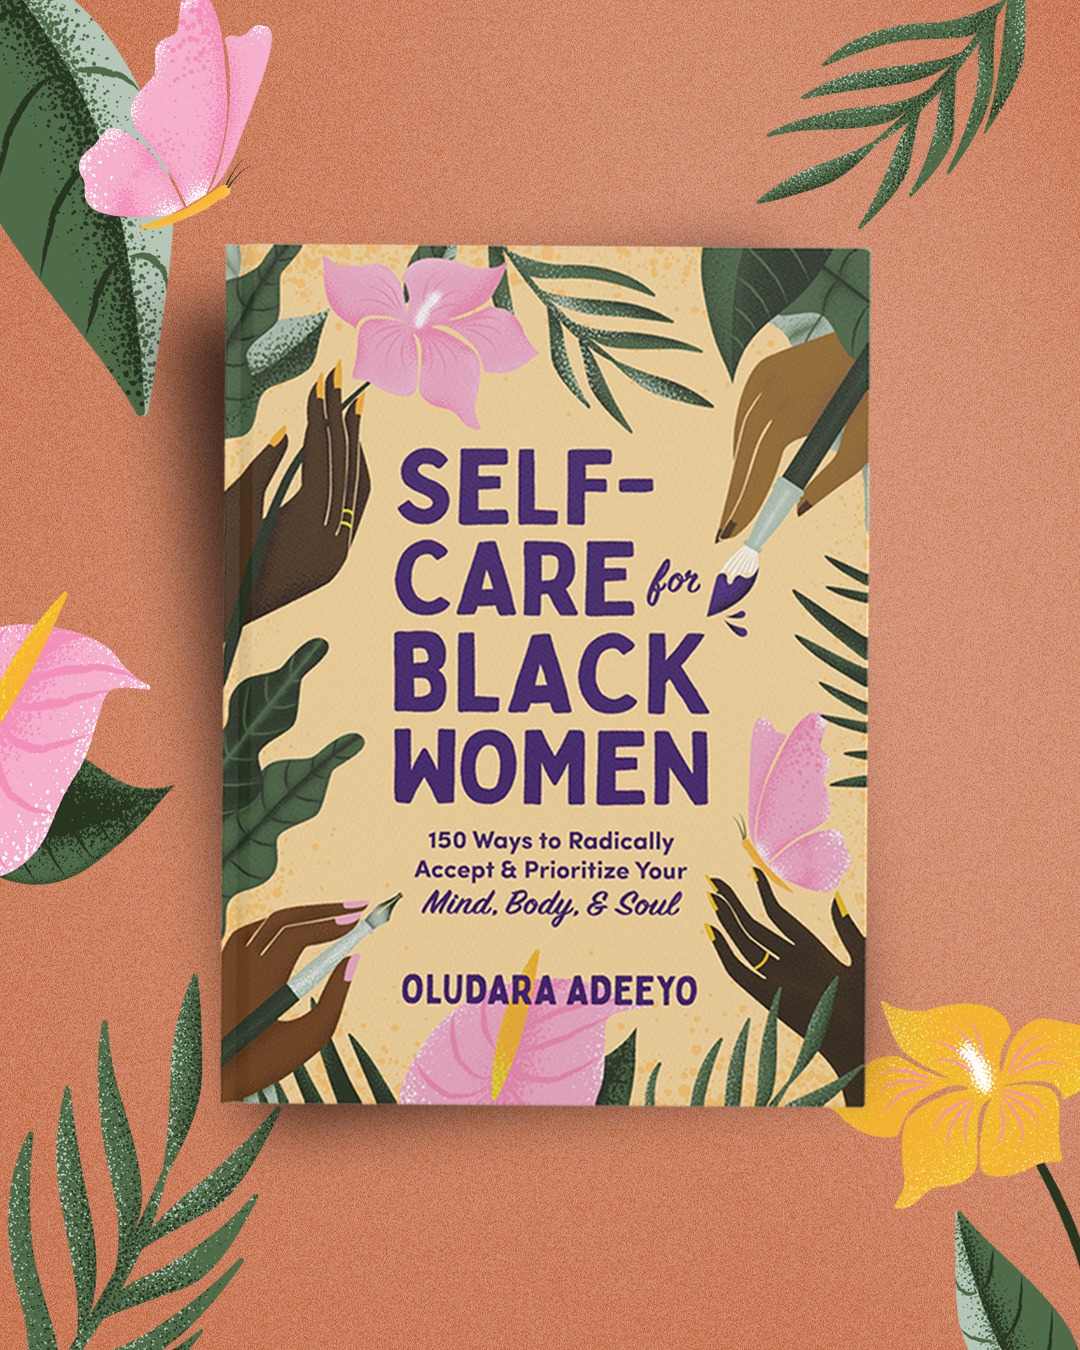 SELF-
CARE for
BLACK
WOMEN
150 Ways to Radically
Accept & Prioritize Your
Mind, Body, & Soul
OLUDARA ADEEYO